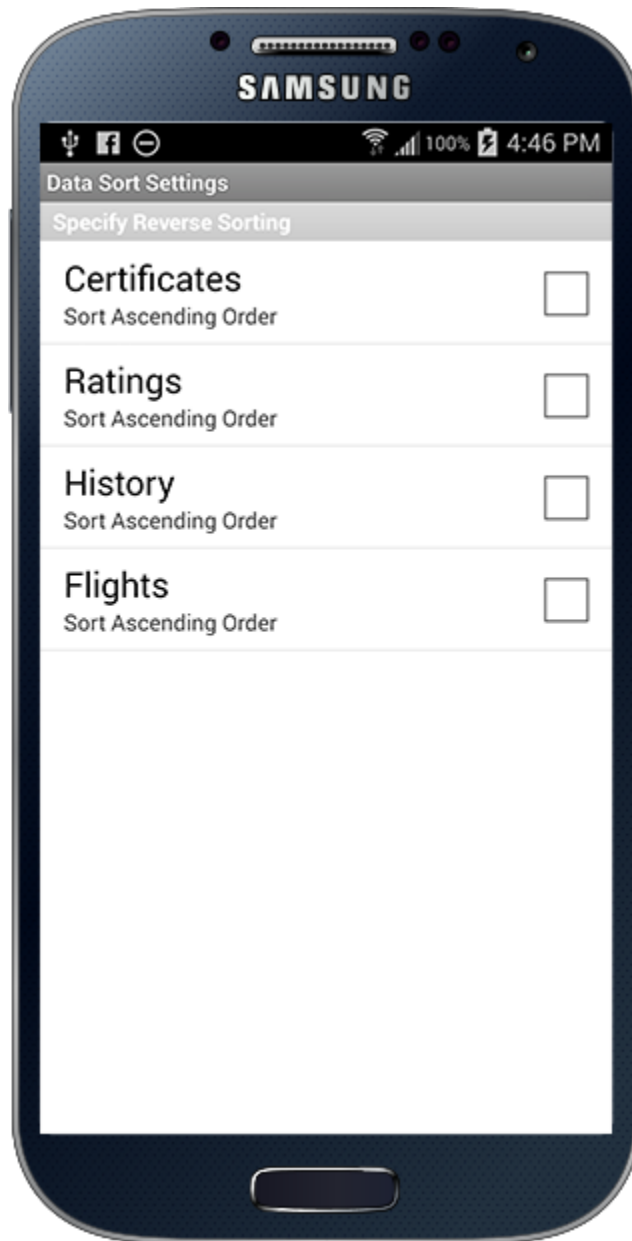 SAMSUNG
100% 4:46 PM
Data Sort Settings
Specify Reverse Sorting
Certificates
Sort Ascending Order
Ratings
Sort Ascending Order
History
Sort Ascending Order
Flights
Sort Ascending Order